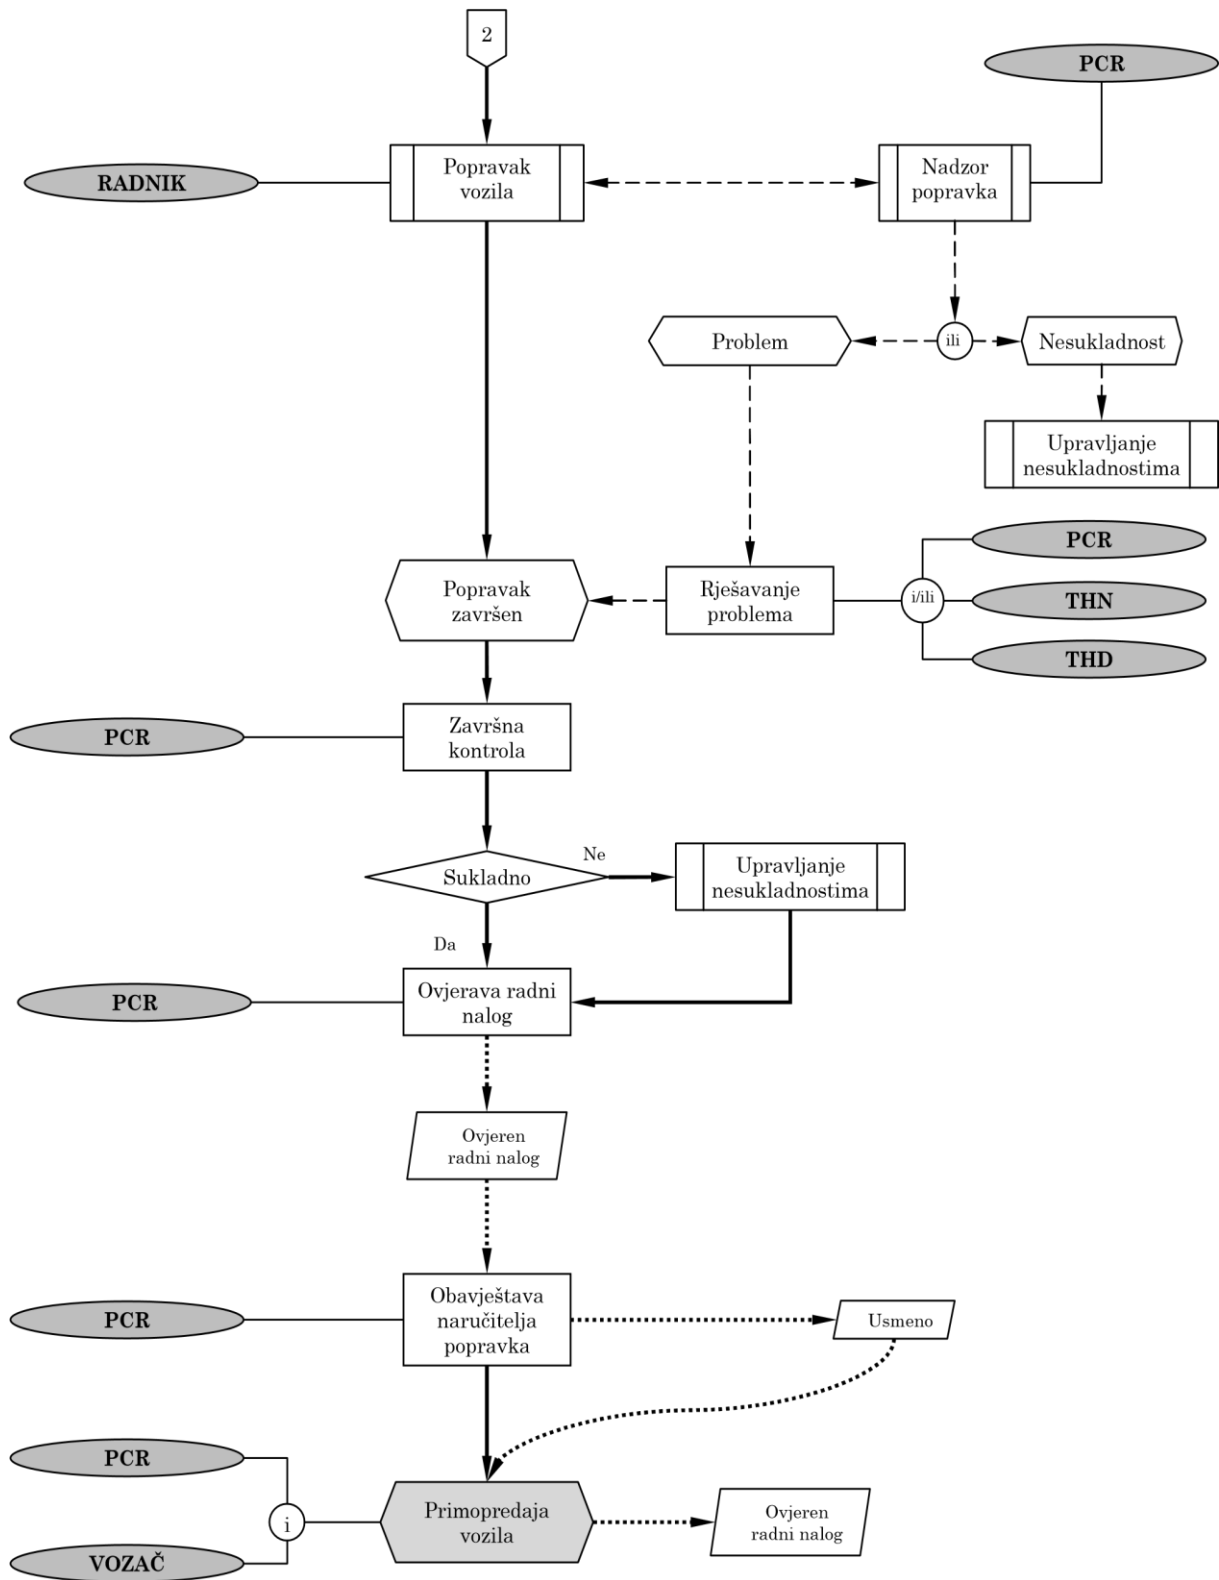 2
PCR
RADNIK
Popravak
vozila
Nadzor
popravka
Problem
ili
Nesukladnost
Upravljanje
nesukladnostima
PCR
Popravak
završen
Rješavanje
problema
i/ili
THN
THD
PCR
Završna
kontrola
Ne
Sukladno
Upravljanje
nesukladnostima
Da
PCR
Ovjerava radni
nalog
Ovjeren
radni nalog
PCR
Obavještava
naručitelja
popravka
Usmeno
PCR
i
Primopredaja
vozila
Ovjeren
radni nalog
VOZAČ